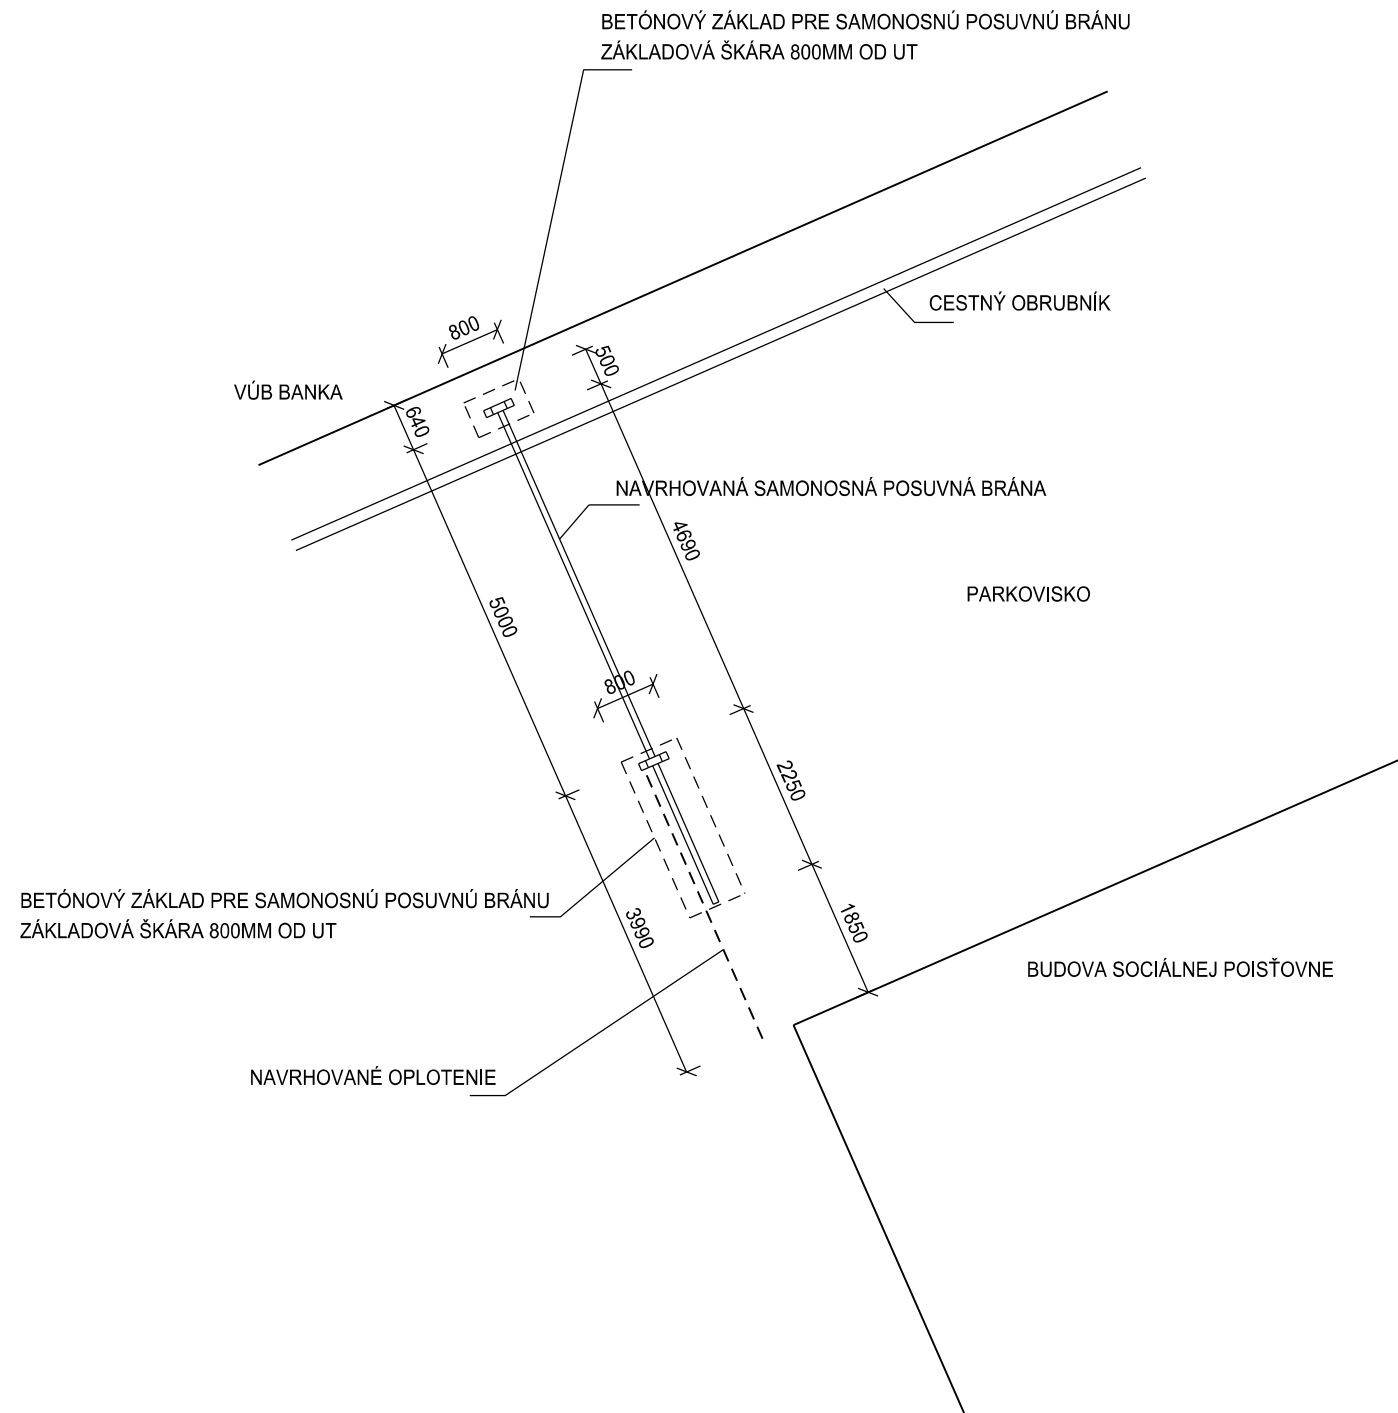 BETÓNOVÝ ZÁKLAD PRE SAMONOSNÚ POSUVNÚ BRÁNU
ZÁKLADOVÁ ŠKÁRA 800MM OD UT
CESTNÝ OBRUBNÍK
800
500
VÚB BANKA
640
NAVRHOVANÁ SAMONOSNÁ POSUVNÁ BRÁNA
4690
PARKOVISKO
5000
800
2250
BETÓNOVÝ ZÁKLAD PRE SAMONOSNÚ POSUVNÚ BRÁNU
ZÁKLADOVÁ ŠKÁRA 800MM OD UT
3990
1850
BUDOVA SOCIÁLNEJ POISŤOVNE
NAVRHOVANÉ OPLOTENIE